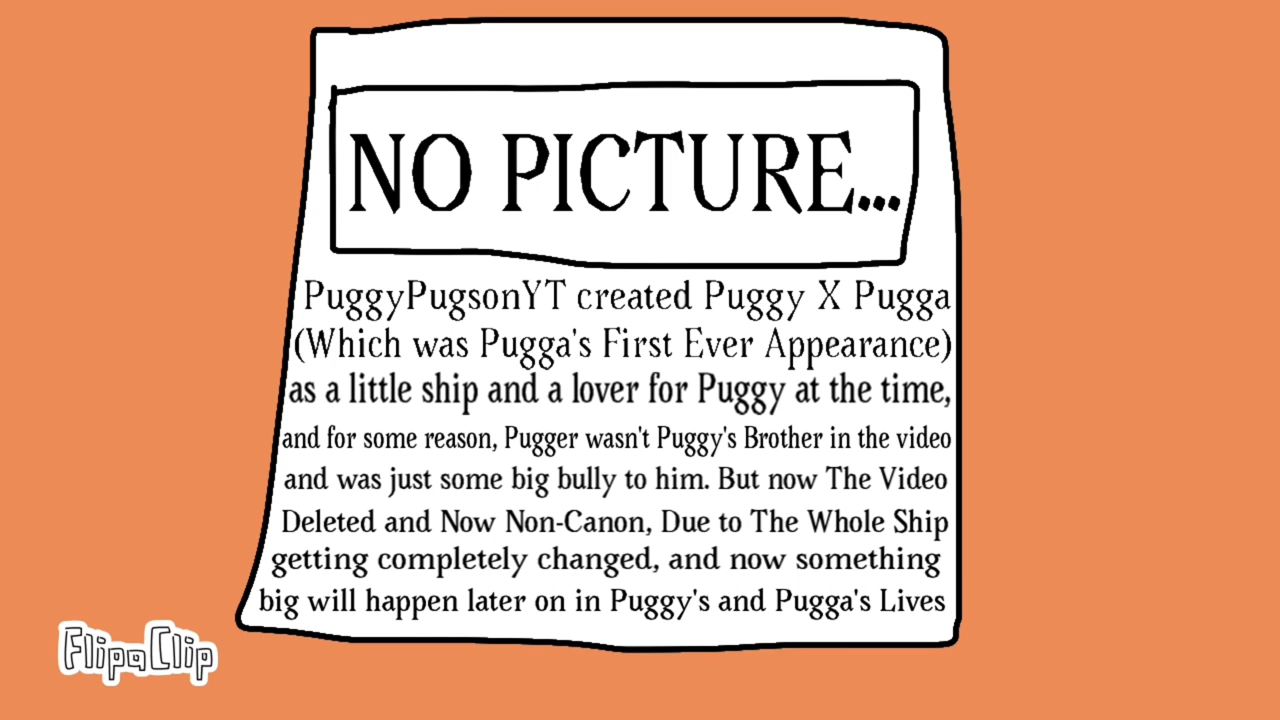 NO PICTURE...
PuggyPugsonYT created Puggy X Pugga
(Which was Pugga's First Ever Appearance)
as a little ship and a lover for Puggy at the time,
and for some reason, Pugger wasn't Puggy's Brother in the video
and was just some big bully to him. But now The Video
Deleted and Now Non-Canon, Due to The Whole Ship
getting completely changed, and now something
big will happen later on in Puggy's and Pugga's Lives
FlipaClip